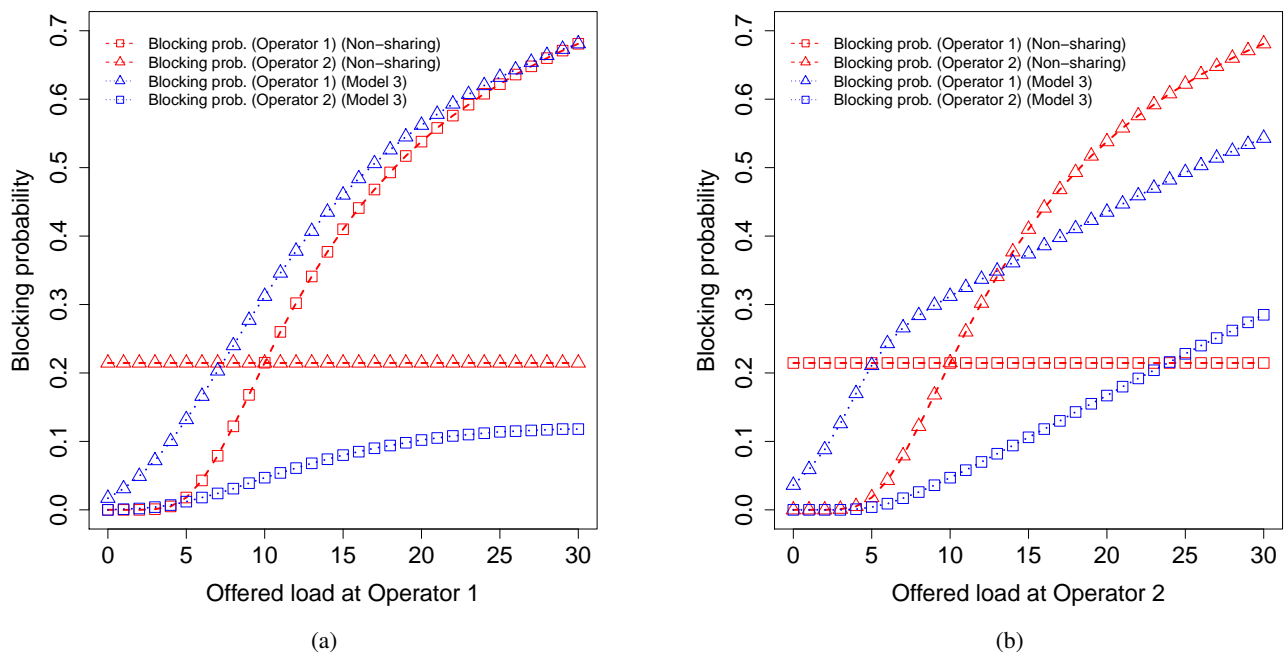 Blocking prob. (Operator 1) (Non−sharing)
Blocking prob. (Operator 2) (Non−sharing)
Blocking prob. (Operator 1) (Model 3)
Blocking prob. (Operator 2) (Model 3)
0.7
0.6
0.5
0.4
0.3
0.2
0.1
0.0
Blocking probability
0 5 10 15 20 25 30
Offered load at Operator 1
(a)
Blocking prob. (Operator 1) (Non−sharing)
Blocking prob. (Operator 2) (Non−sharing)
Blocking prob. (Operator 1) (Model 3)
Blocking prob. (Operator 2) (Model 3)
0.7
0.6
0.5
0.4
0.3
0.2
0.1
0.0
Blocking probability
0 5 10 15 20 25 30
Offered load at Operator 2
(b)